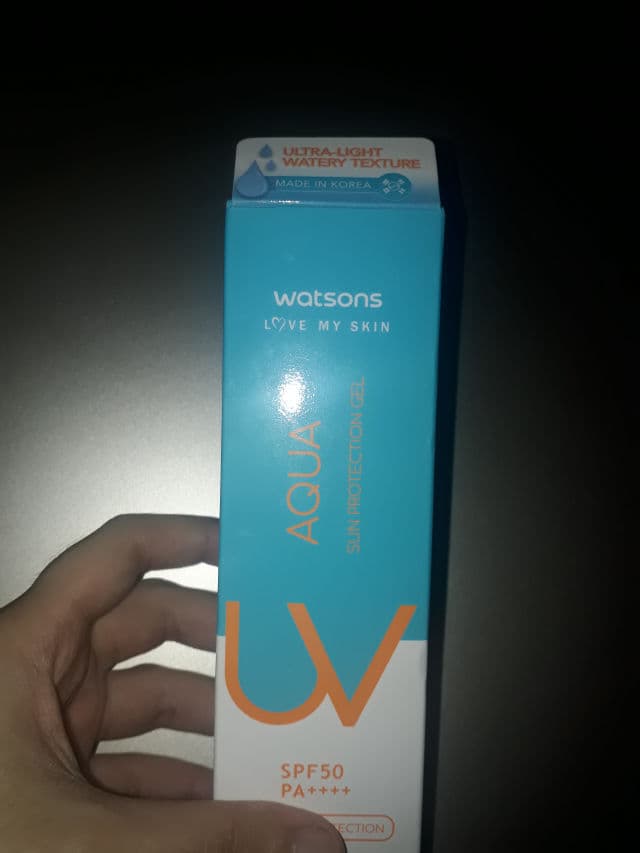 ULTRA-LIGHT
WATERY TEXTURE
MADE IN KOREA
watsons
LOVE MY SKIN
AQUA
SUN PROTECTION GEL
UV
SPF50
PA++++